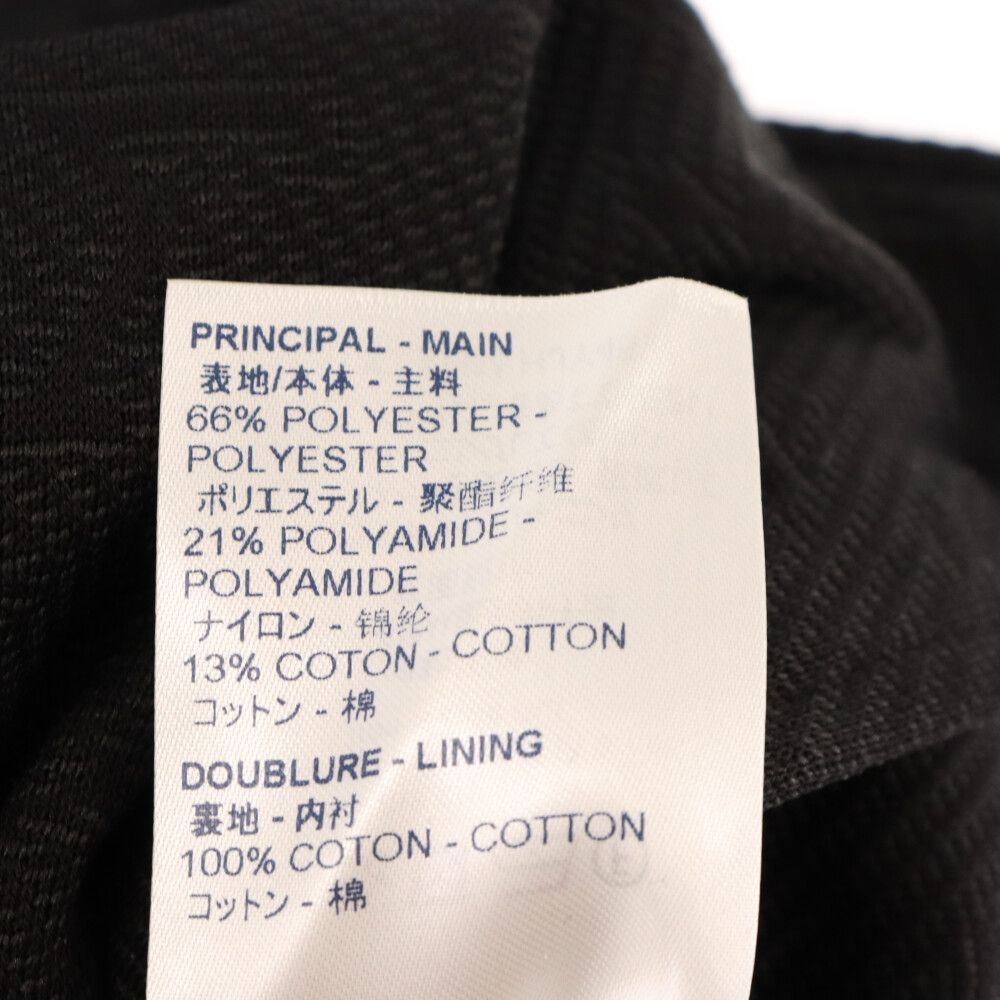 PRINCIPAL - MAIN
表地/本体 - 主料
66% POLYESTER -
POLYESTER
ポリエステル - 聚酯纤维
21% POLYAMIDE -
POLYAMIDE
ナイロン - 锦纶
13% COTON - COTTON
コットン - 棉
DOUBLURE - LINING
裏地 - 内衬
100% COTON - COTTON
コットン - 棉